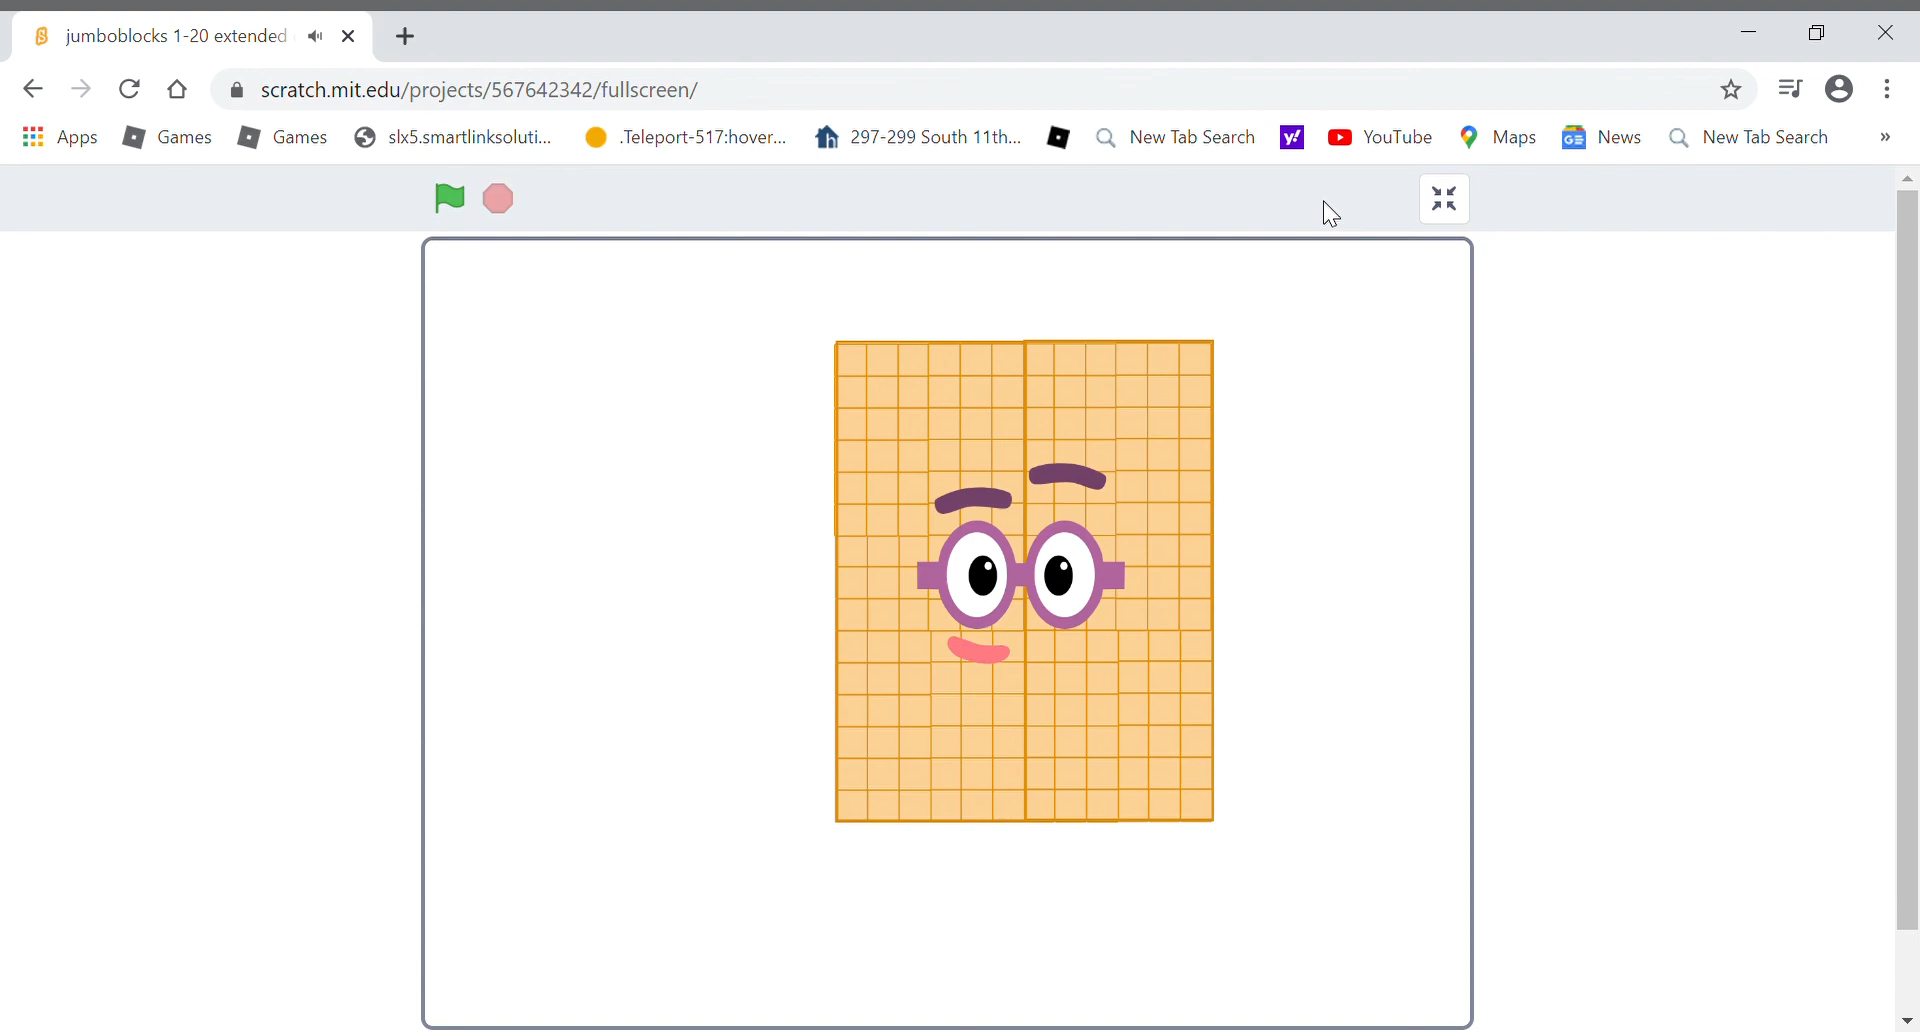 jumboblocks 1-20 extended
scratch.mit.edu/projects/567642342/fullscreen/
Apps Games Games slx5.smartlinksoluti... .Teleport-517:hover... 297-299 South 11th... y! New Tab Search YouTube Maps GE News New Tab Search »